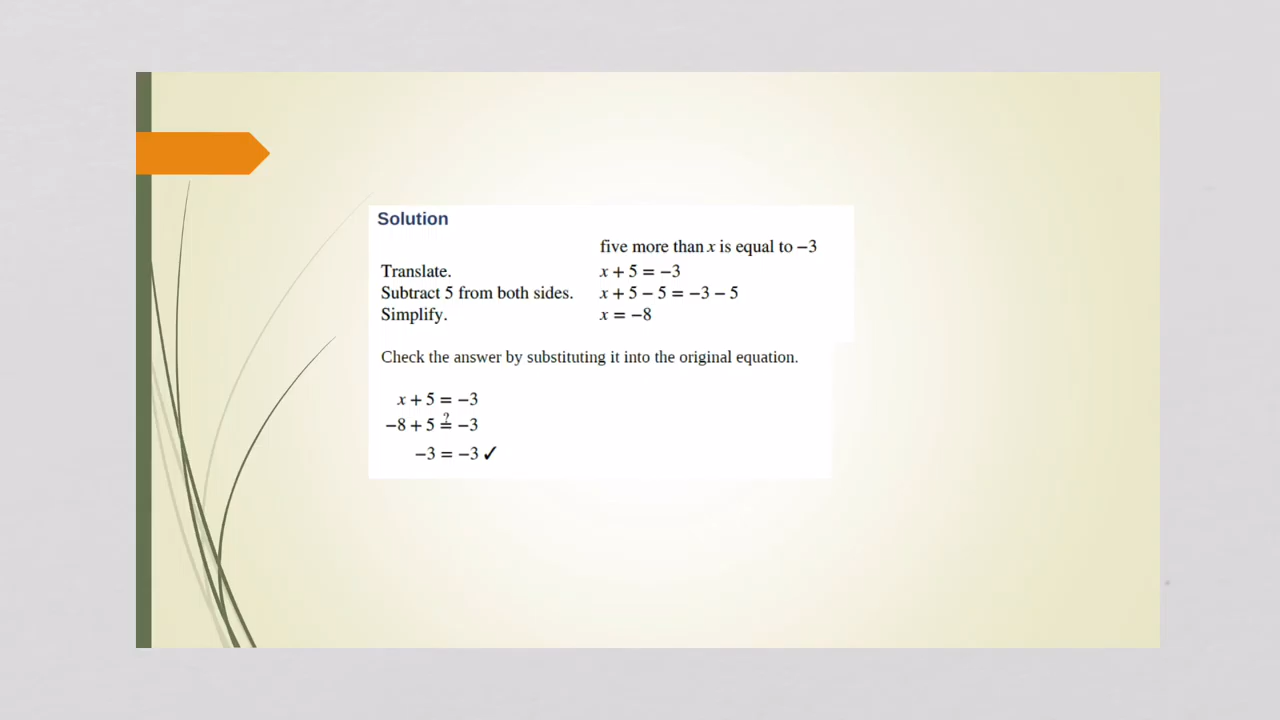 Solution
five more than x is equal to −3
Translate. x + 5 = −3
Subtract 5 from both sides. x + 5 − 5 = −3 − 5
Simplify. x = −8
Check the answer by substituting it into the original equation.
x + 5 = −3
−8 + 5 ≟ −3
−3 = −3 ✓